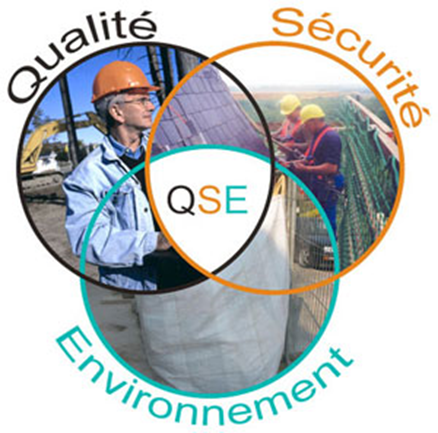 Qualité
Sécurité
QSE
Environnement